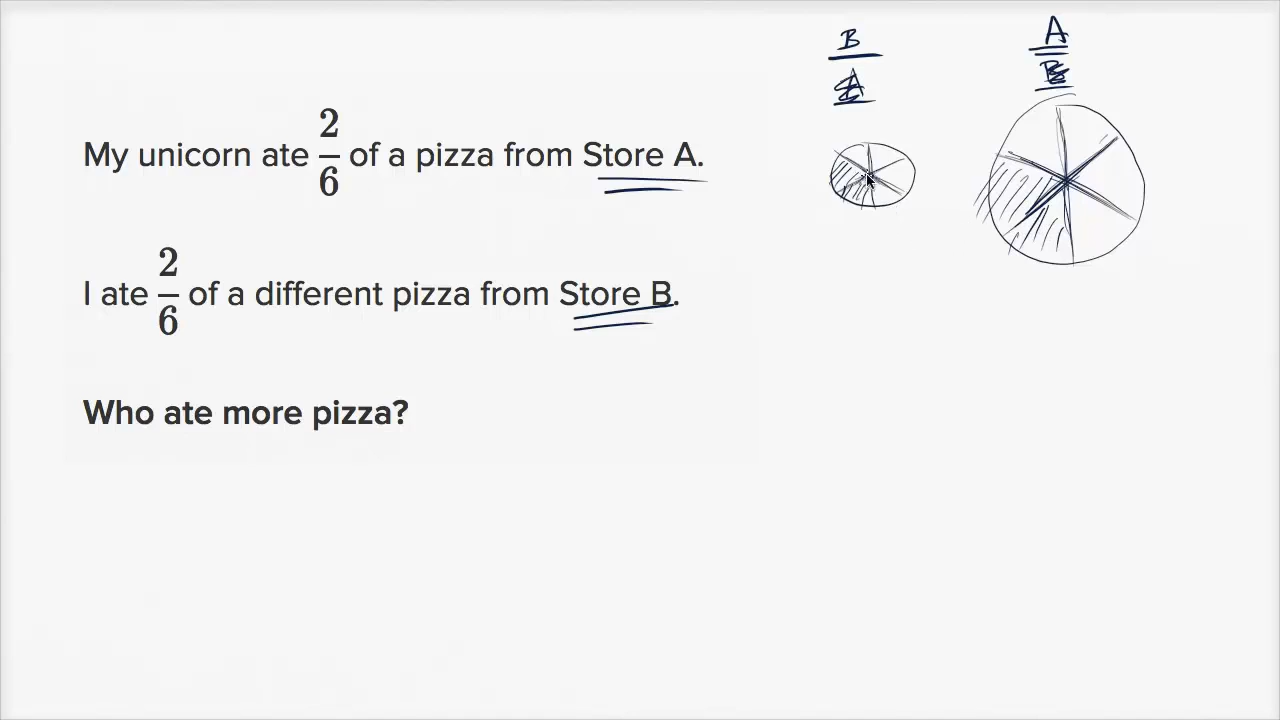 My unicorn ate 2/6 of a pizza from Store A.
I ate 2/6 of a different pizza from Store B.
Who ate more pizza?
B
A
A
B